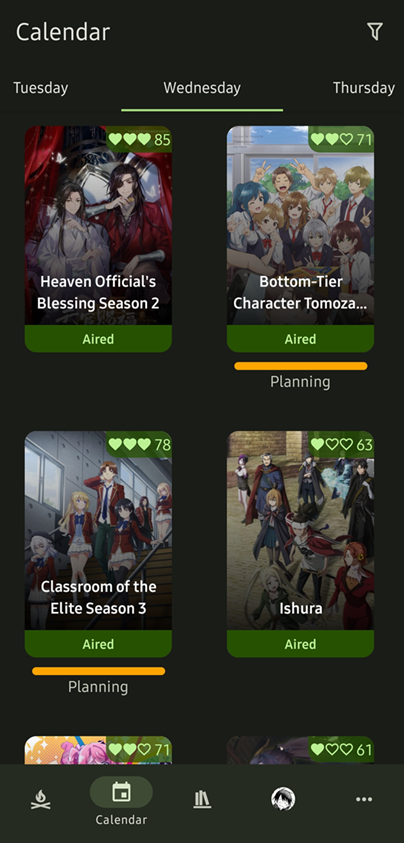 Calendar
Tuesday
Wednesday
Thursday
85
71
Heaven Official's
Blessing Season 2
Bottom-Tier
Character Tomoza...
Aired
Aired
Planning
78
63
Classroom of the
Elite Season 3
Ishura
Aired
Aired
Planning
71
61
Calendar